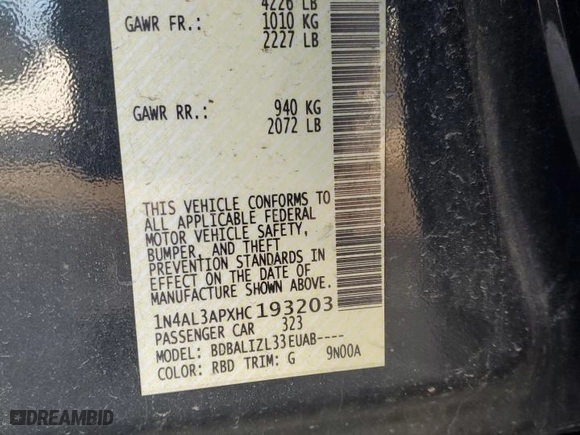 4226 LB
GAWR FR.: 1010 KG
2227 LB
GAWR RR.: 940 KG
2072 LB
THIS VEHICLE CONFORMS TO
ALL APPLICABLE FEDERAL
MOTOR VEHICLE SAFETY,
BUMPER, AND THEFT
PREVENTION STANDARDS IN
EFFECT ON THE DATE OF
MANUFACTURE SHOWN ABOVE.
1N4AL3APXHC193203
PASSENGER CAR 323
MODEL: BDBALIZL33EUAB----
COLOR: RBD TRIM: G 9N00A
DREAMBID